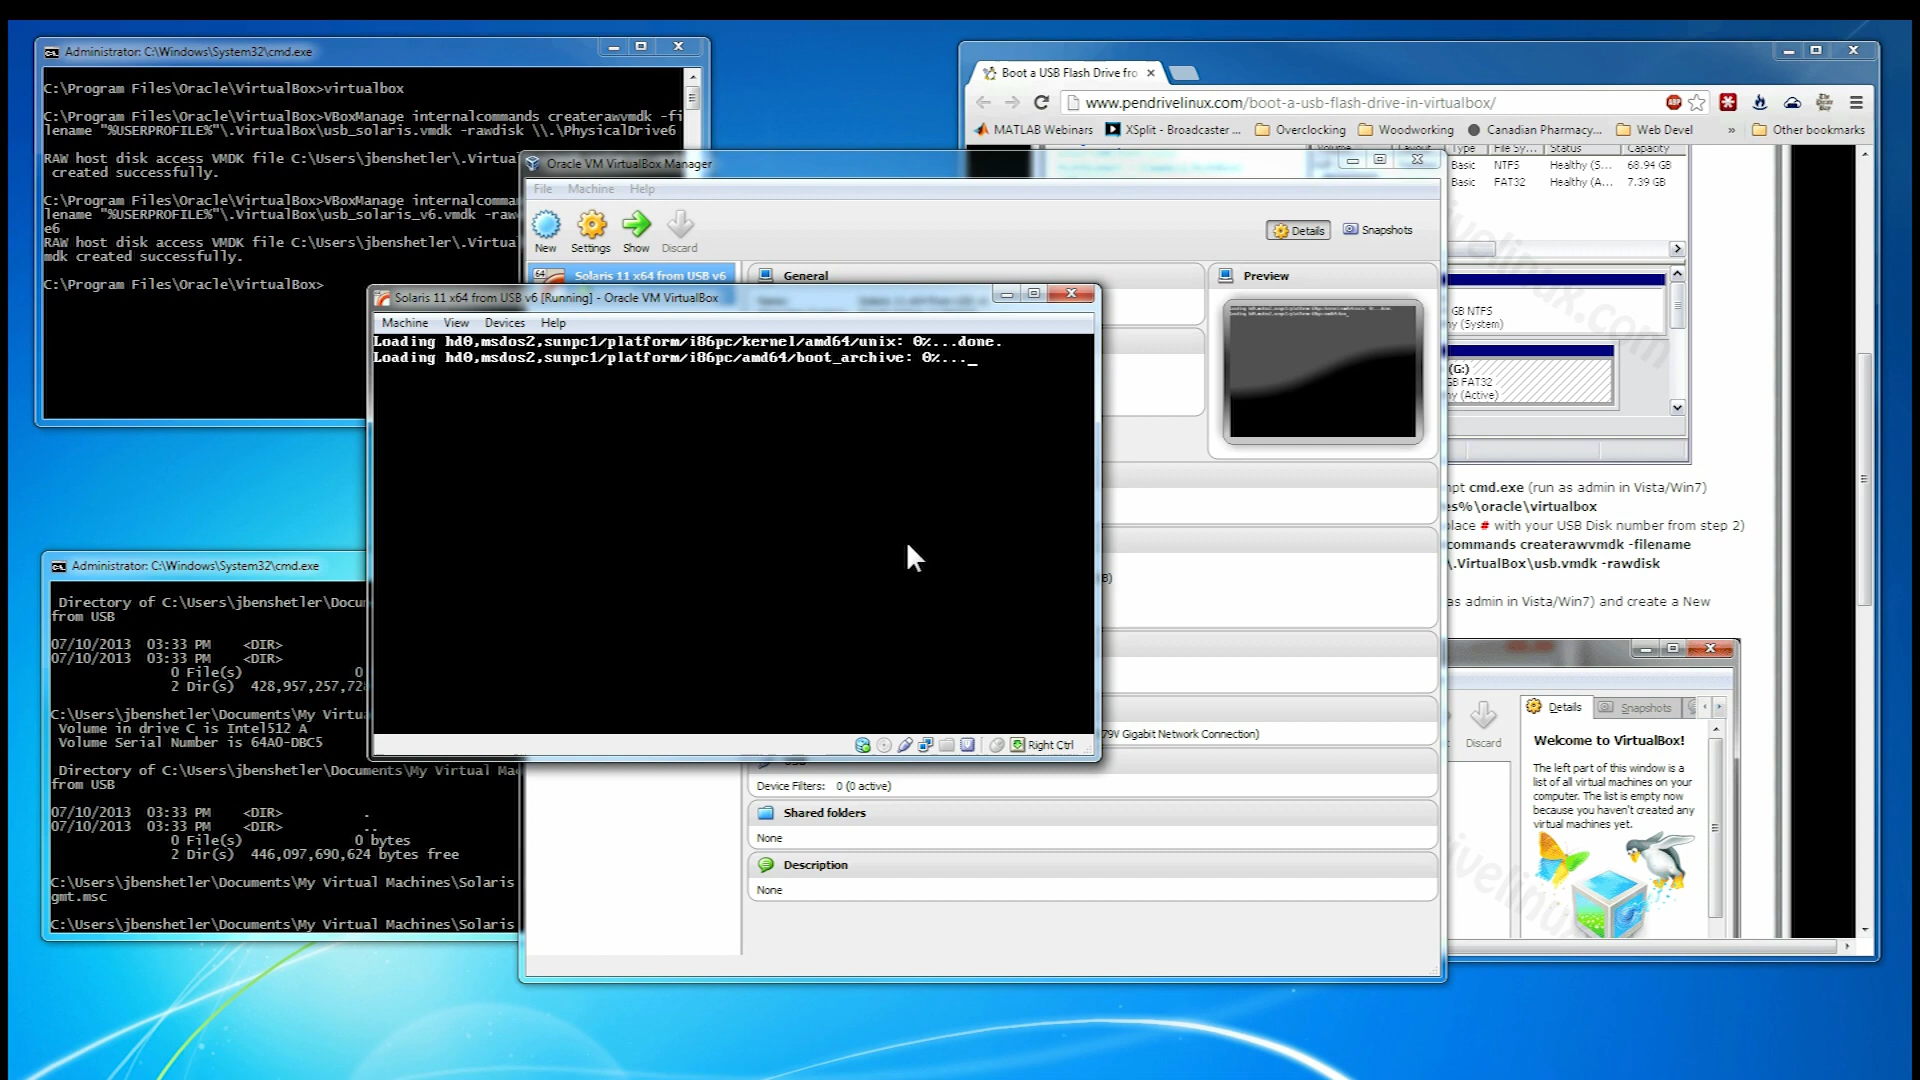 Administrator: C:\Windows\System32\cmd.exe
C:\Program Files\Oracle\VirtualBox>virtualbox
C:\Program Files\Oracle\VirtualBox>VBoxManage internalcommands createrawvmdk -fi
lename "%USERPROFILE%"\.VirtualBox\usb_solaris.vmdk -rawdisk \\.\PhysicalDrive6
RAW host disk access VMDK file C:\Users\jbenshetler\.Virtua
created successfully.
C:\Program Files\Oracle\VirtualBox>VBoxManage internalcomma
lename "%USERPROFILE%"\.VirtualBox\usb_solaris_v6.vmdk -raw
e6
RAW host disk access VMDK file C:\Users\jbenshetler\.Virtua
mdk created successfully.
C:\Program Files\Oracle\VirtualBox>
Boot a USB Flash Drive fro
www.pendrivelinux.com/boot-a-usb-flash-drive-in-virtualbox/
ABP
MATLAB Webinars XSplit - Broadcaster ... Overclocking Woodworking Canadian Pharmacy... Web Devel » Other bookmarks
Type File Sy... Status Capacity
Basic NTFS Healthy (S... 68.94 GB
Basic FAT32 Healthy (A... 7.39 GB
GB NTFS
hy (System)
(G:)
GB FAT32
hy (Active)
cmd.exe (run as admin in Vista/Win7)
es%\oracle\virtualbox
place # with your USB Disk number from step 2)
commands createrawvmdk -filename
\.VirtualBox\usb.vmdk -rawdisk
as admin in Vista/Win7) and create a New
Discard
Details Snapshots
Welcome to VirtualBox!
The left part of this window is a
list of all virtual machines on your
computer. The list is empty now
because you haven't created any
virtual machines yet.
Oracle VM VirtualBox Manager
File Machine Help
New Settings Show Discard
Details Snapshots
64 Solaris 11 x64 from USB v6
General
Preview
79V Gigabit Network Connection)
Device Filters: 0 (0 active)
Shared folders
None
Description
None
Solaris 11 x64 from USB v6 [Running] - Oracle VM VirtualBox
Machine View Devices Help
Loading hd0,msdos2,sunpc1/platform/i86pc/kernel/amd64/unix: 0%...done.
Loading hd0,msdos2,sunpc1/platform/i86pc/amd64/boot_archive: 0%..._
Right Ctrl
Administrator: C:\Windows\System32\cmd.exe
Directory of C:\Users\jbenshetler\Docu
from USB
07/10/2013 03:33 PM <DIR>
07/10/2013 03:33 PM <DIR>
0 File(s) 0
2 Dir(s) 428,957,257,728
C:\Users\jbenshetler\Documents\My Virtu
Volume in drive C is Intel512 A
Volume Serial Number is 64A0-DBC5
Directory of C:\Users\jbenshetler\Documents\My Virtual Mac
from USB
07/10/2013 03:33 PM <DIR> .
07/10/2013 03:33 PM <DIR> ..
0 File(s) 0 bytes
2 Dir(s) 446,097,690,624 bytes free
C:\Users\jbenshetler\Documents\My Virtual Machines\Solaris
gmt.msc
C:\Users\jbenshetler\Documents\My Virtual Machines\Solaris